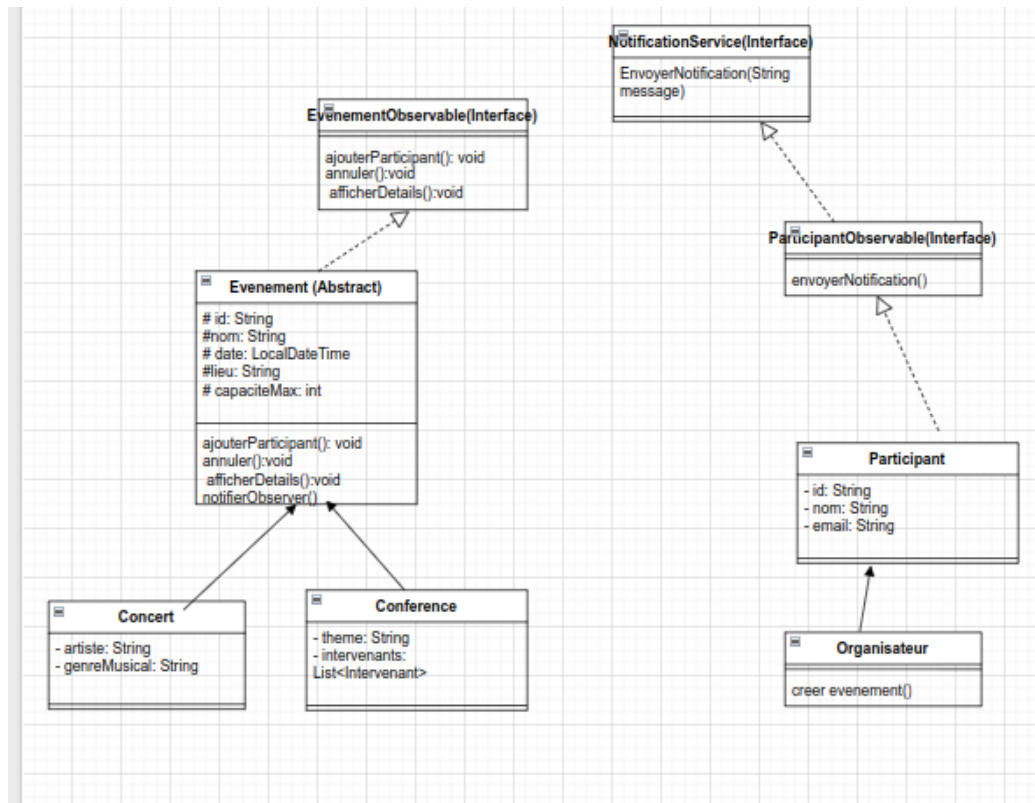 NotificationService(Interface)
EnvoyerNotification(String
message)
EvenementObservable(Interface)
ajouterParticipant(): void
annuler():void
afficherDetails():void
ParticipantObservable(Interface)
envoyerNotification()
Evenement (Abstract)
# id: String
#nom: String
# date: LocalDateTime
#lieu: String
# capaciteMax: int
ajouterParticipant(): void
annuler():void
afficherDetails():void
notifierObserver()
Participant
- id: String
- nom: String
- email: String
Concert
- artiste: String
- genreMusical: String
Conference
- theme: String
- intervenants:
List<Intervenant>
Organisateur
creer evenement()